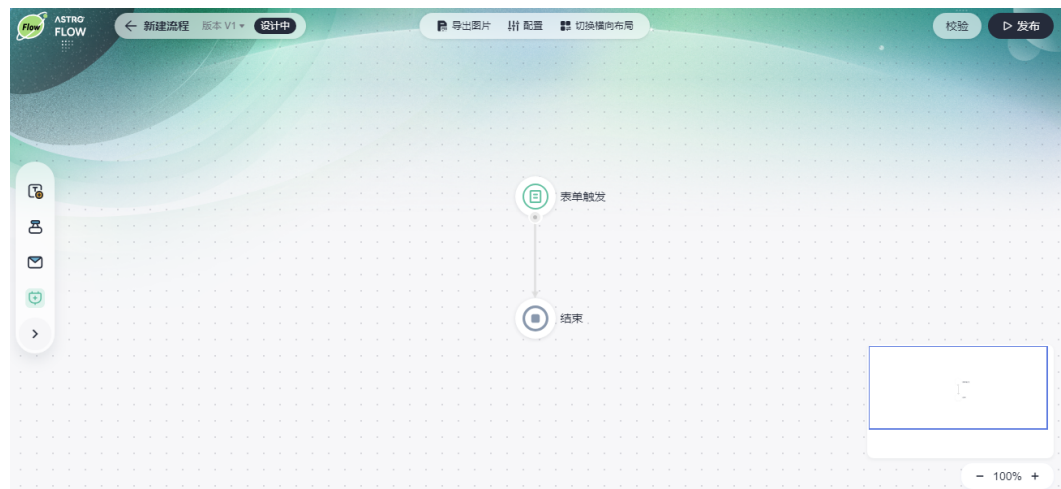 Flow
ASTRO
FLOW
新建流程 版本 V1 设计中
导出图片 配置 切换横向布局
校验 发布
表单触发
结束
- 100% +